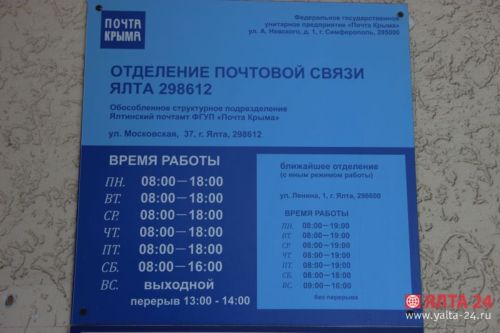 ПОЧТА
КРЫМА
Федеральное государственное
унитарное предприятие «Почта Крыма»
ул. А. Невского, д. 1, г. Симферополь, 295000
ОТДЕЛЕНИЕ ПОЧТОВОЙ СВЯЗИ
ЯЛТА 298612
Обособленное структурное подразделение
Ялтинский почтамт ФГУП «Почта Крыма»
ул. Московская, 37, г. Ялта, 298612
ВРЕМЯ РАБОТЫ
ПН. 08:00—18:00
ВТ. 08:00—18:00
СР. 08:00—18:00
ЧТ. 08:00—18:00
ПТ. 08:00—18:00
СБ. 08:00—16:00
ВС. ВЫХОДНОЙ
перерыв 13:00 - 14:00
ближайшее отделение
(с иным режимом работы)
ул. Ленина, 1, г. Ялта, 298600
ВРЕМЯ РАБОТЫ
ПН. 08:00—19:00
ВТ. 08:00—19:00
СР. 08:00—19:00
ЧТ. 08:00—19:00
ПТ. 08:00—19:00
СБ. 08:00—18:00
ВС. 09:00—16:00
без перерыва
ЯЛТА-24
www.yalta-24.ru